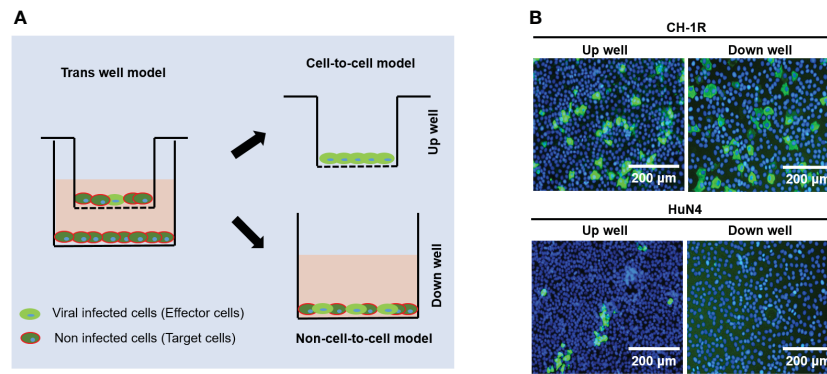 A
Trans well model
Cell-to-cell model
Up well
Down well
Viral infected cells (Effector cells)
Non infected cells (Target cells)
Non-cell-to-cell model
B
CH-1R
Up well
Down well
200 µm
200 µm
HuN4
Up well
Down well
200 µm
200 µm